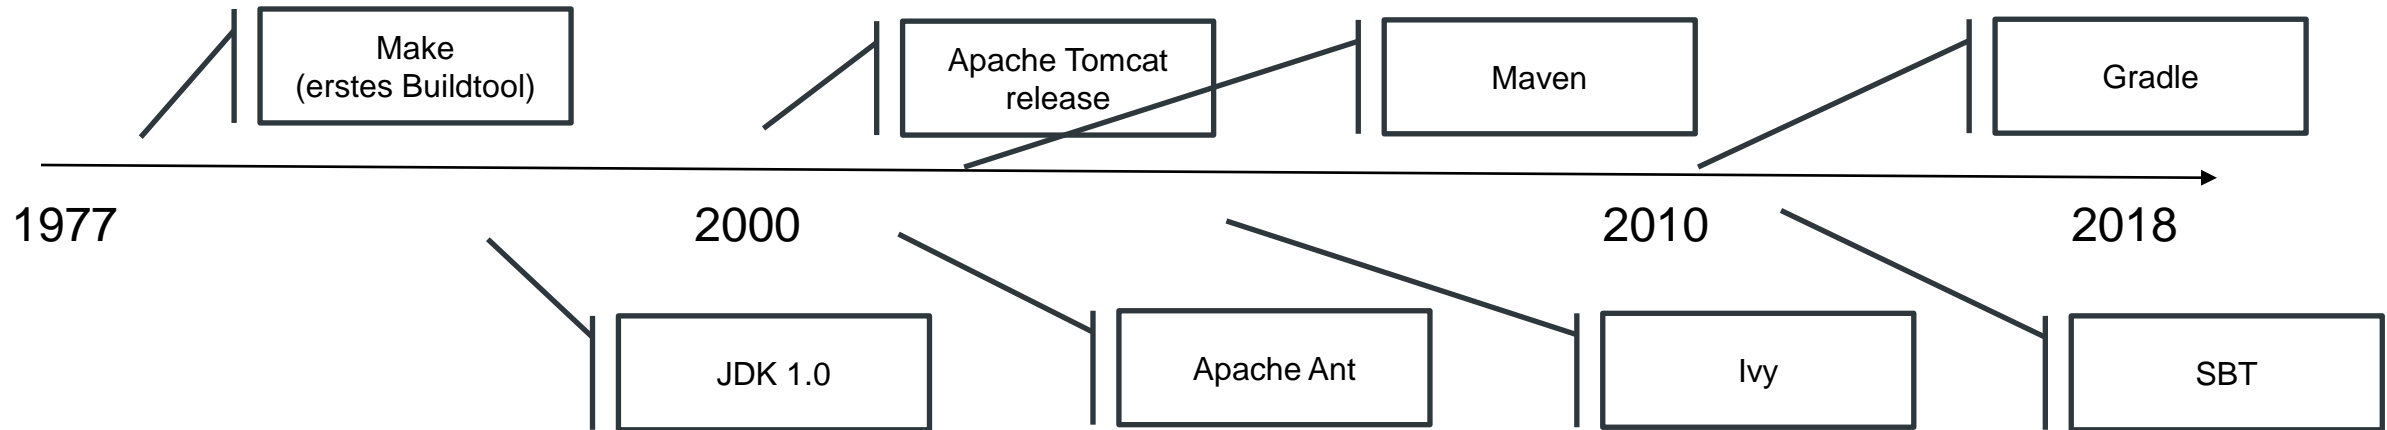 Make
(erstes Buildtool)
Apache Tomcat
release
Maven
Gradle
1977
2000
2010
2018
JDK 1.0
Apache Ant
Ivy
SBT